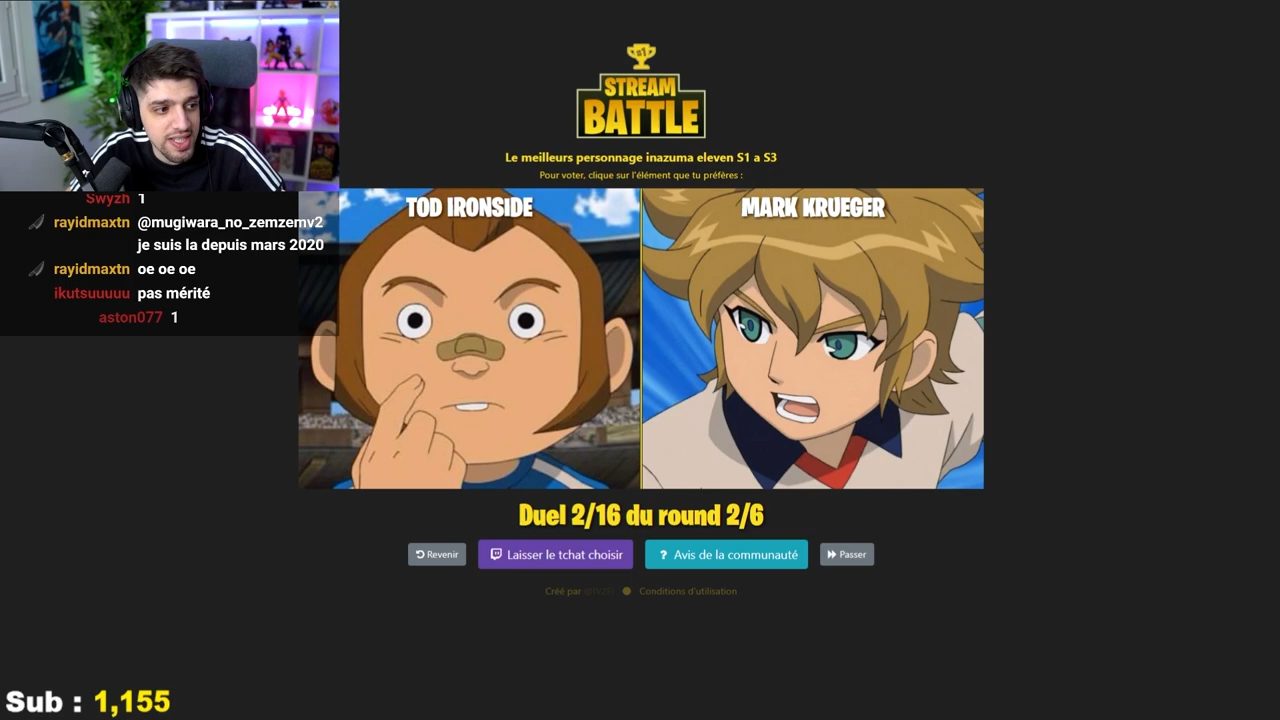 STREAM
BATTLE
Le meilleurs personnage inazuma eleven S1 a S3
Pour voter, clique sur l'élément que tu préfères :
Swyzh 1
rayidmaxtn @mugiwara_no_zemzemv2
je suis la depuis mars 2020
rayidmaxtn oe oe oe
ikutsuuuuu pas mérité
aston077 1
TOD IRONSIDE
MARK KRUEGER
Duel 2/16 du round 2/6
Revenir
Laisser le tchat choisir
? Avis de la communauté
Passer
Créé par
Conditions d'utilisation
Sub : 1,155